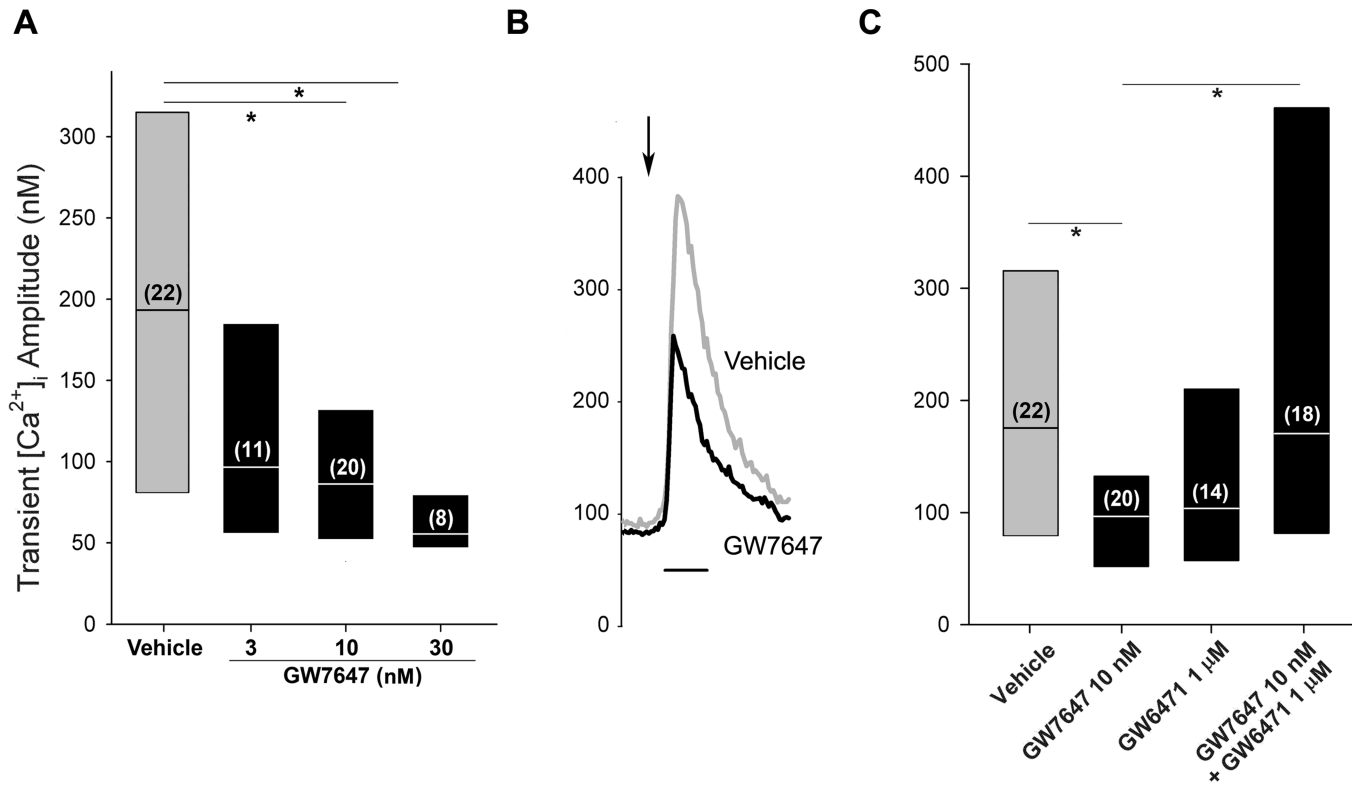 A
Transient [Ca2+]i Amplitude (nM)
300
250
200
150
100
50
0
*
*
(22)
(11)
(20)
(8)
Vehicle
3
10
30
GW7647 (nM)
B
400
300
200
100
0
Vehicle
GW7647
C
500
400
300
200
100
0
*
*
(22)
(20)
(14)
(18)
Vehicle
GW7647 10 nM
GW6471 1 μM
GW7647 10 nM
+ GW6471 1 μM